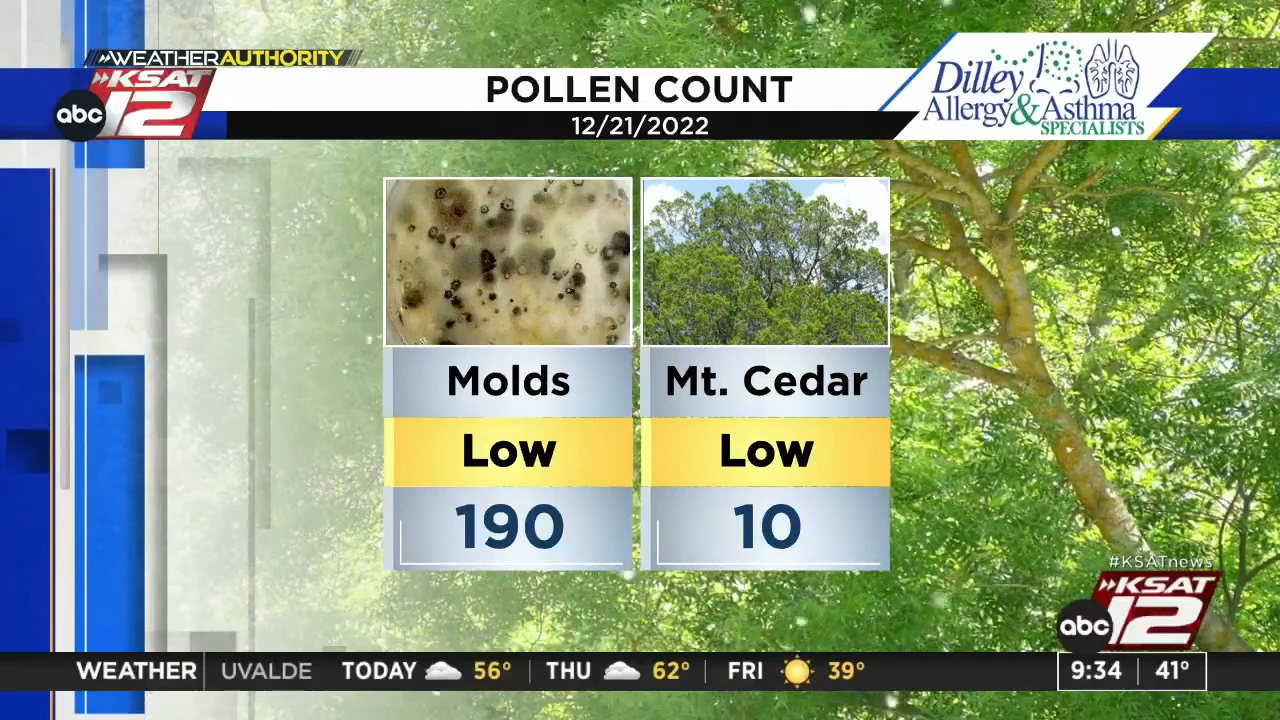 WEATHER AUTHORITY
KSAT
abc 12
POLLEN COUNT
12/21/2022
Dilley
Allergy & Asthma
SPECIALISTS
Molds
Low
190
Mt. Cedar
Low
10
#KSATnews
KSAT
abc 12
WEATHER UVALDE TODAY 56° THU 62° FRI 39° 9:34 41°